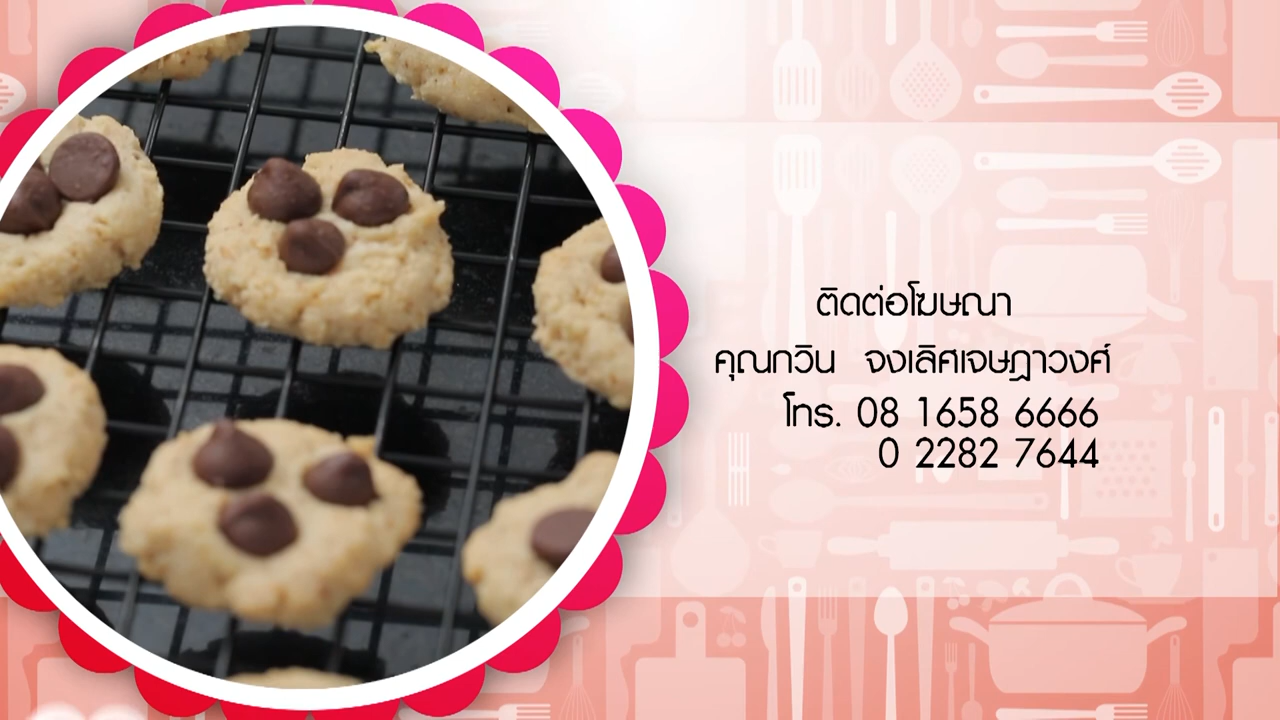 ติดต่อโฆษณา
คุณกวิน จงเลิศเจษฎาวงศ์
โทร. 08 1658 6666
0 2282 7644